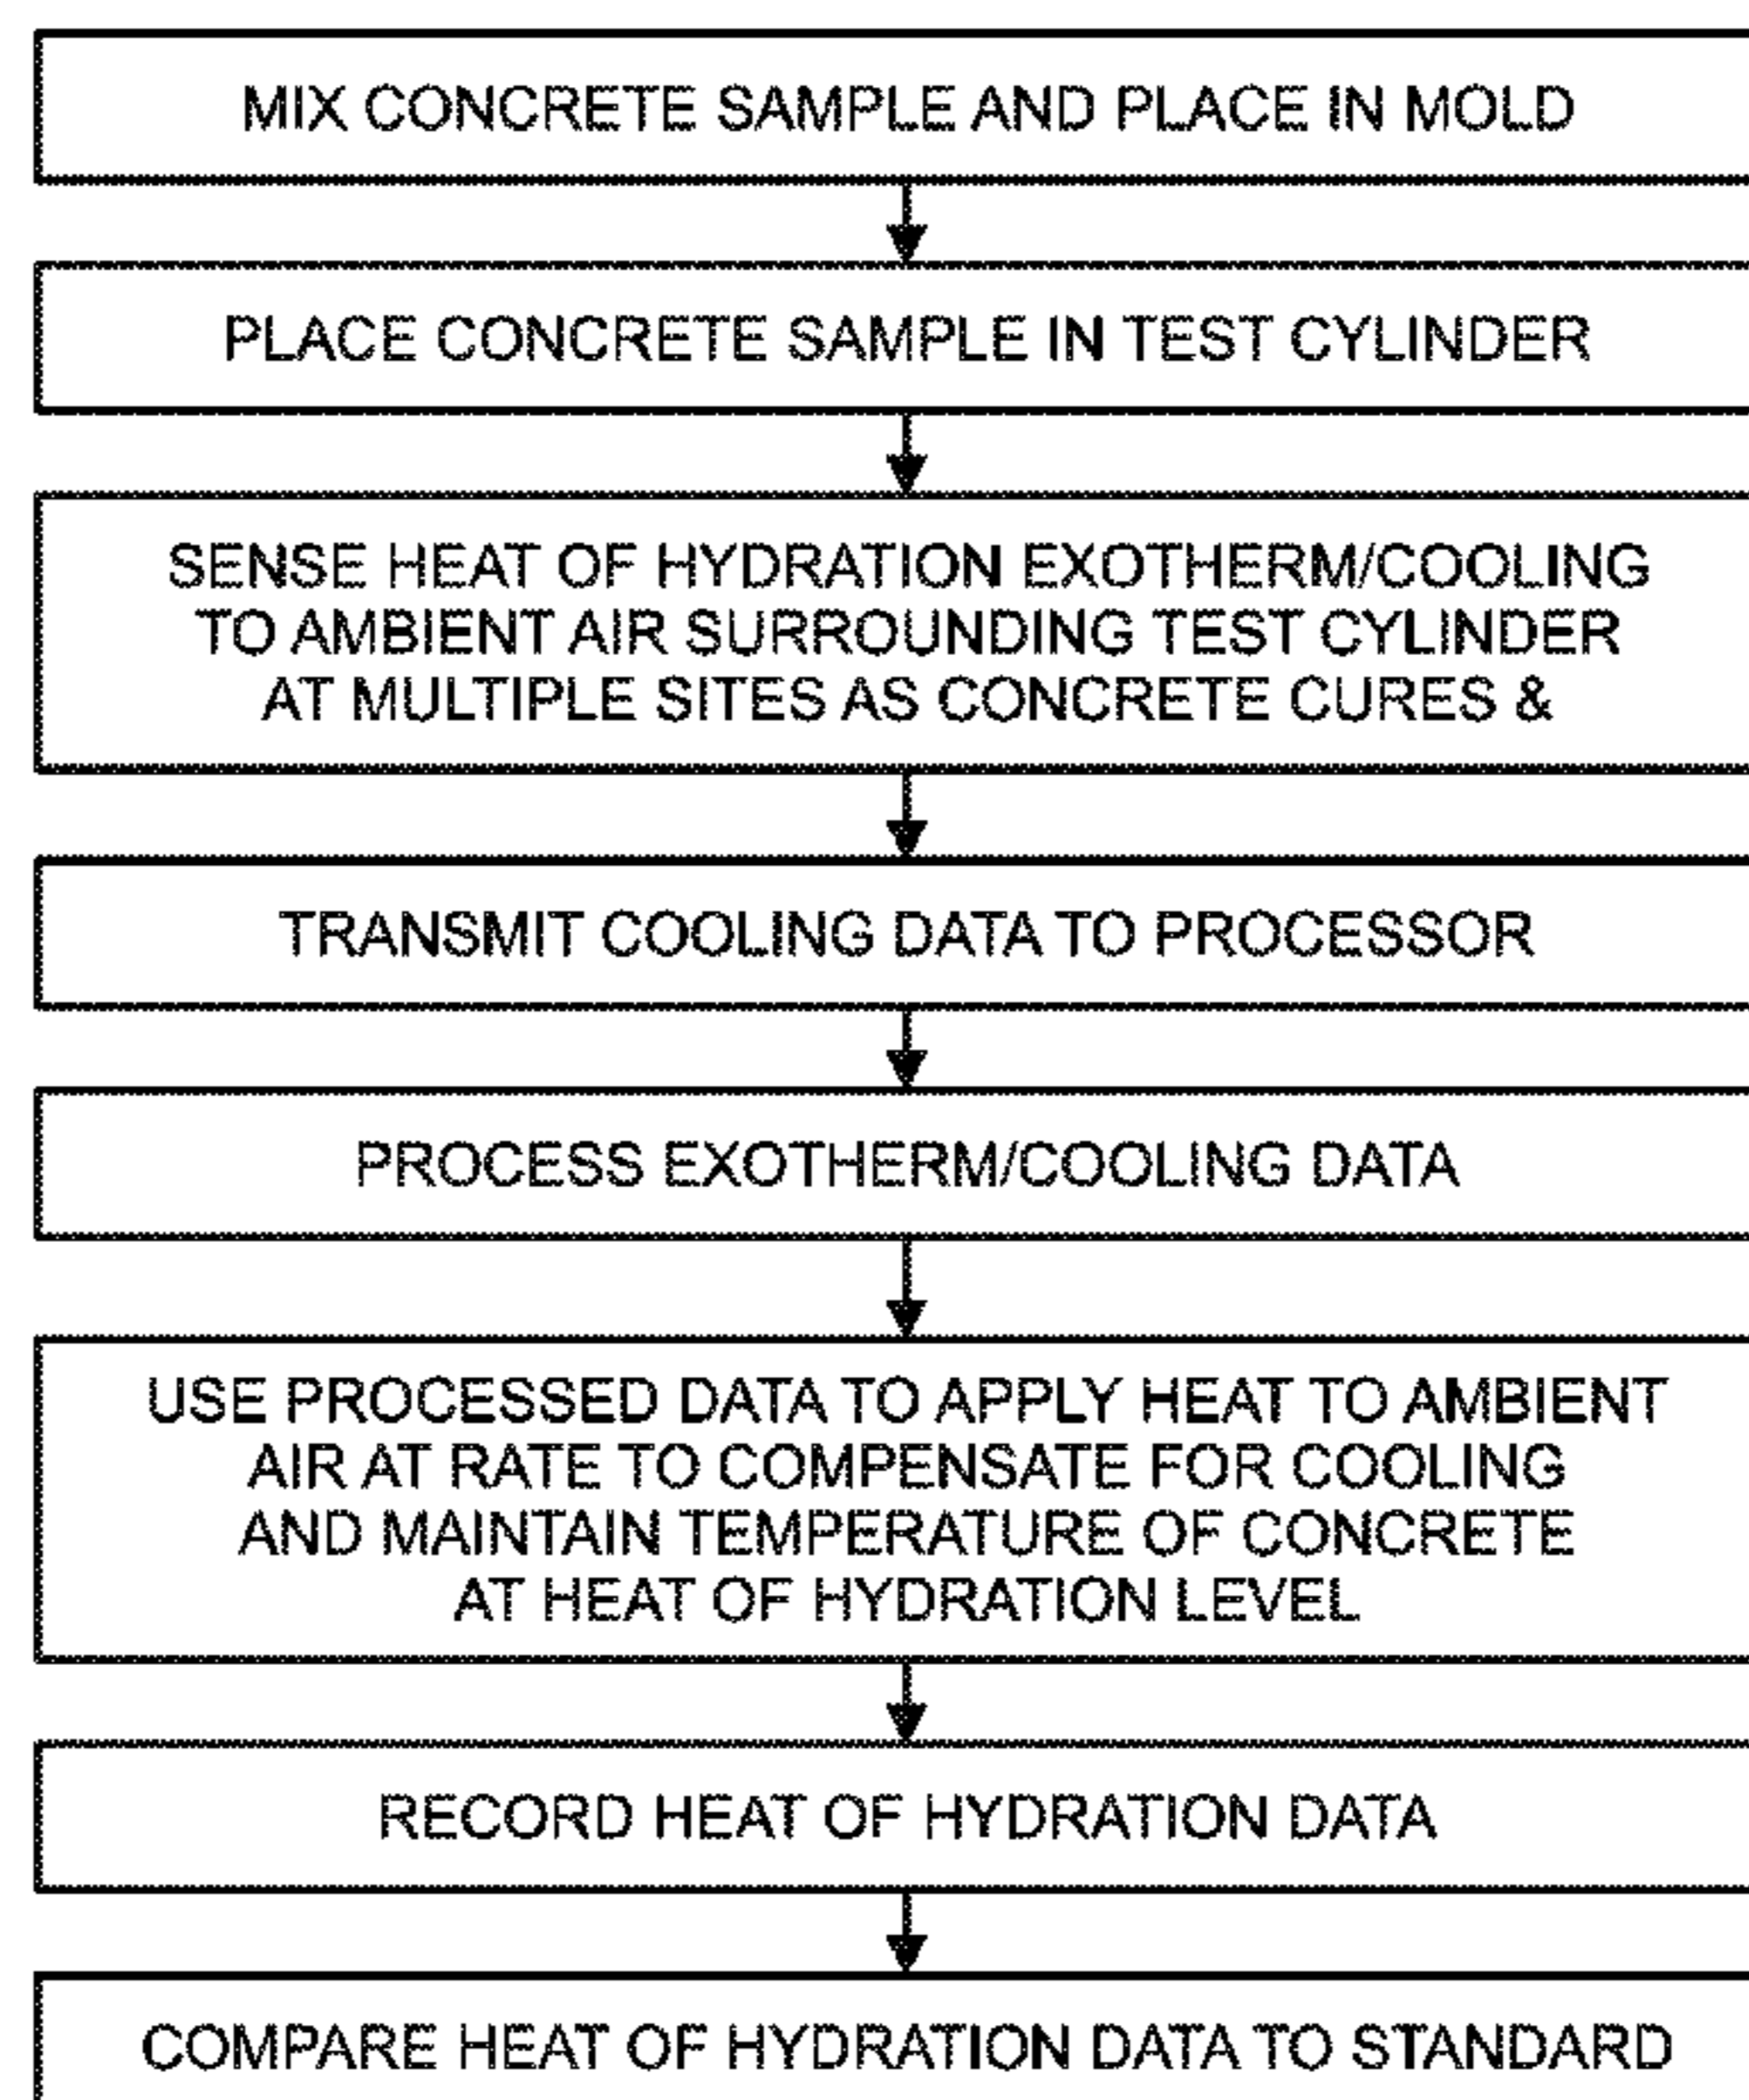 MIX CONCRETE SAMPLE AND PLACE IN MOLD
PLACE CONCRETE SAMPLE IN TEST CYLINDER
SENSE HEAT OF HYDRATION EXOTHERM/COOLING
TO AMBIENT AIR SURROUNDING TEST CYLINDER
AT MULTIPLE SITES AS CONCRETE CURES &
TRANSMIT COOLING DATA TO PROCESSOR
PROCESS EXOTHERM/COOLING DATA
USE PROCESSED DATA TO APPLY HEAT TO AMBIENT
AIR AT RATE TO COMPENSATE FOR COOLING
AND MAINTAIN TEMPERATURE OF CONCRETE
AT HEAT OF HYDRATION LEVEL
RECORD HEAT OF HYDRATION DATA
COMPARE HEAT OF HYDRATION DATA TO STANDARD